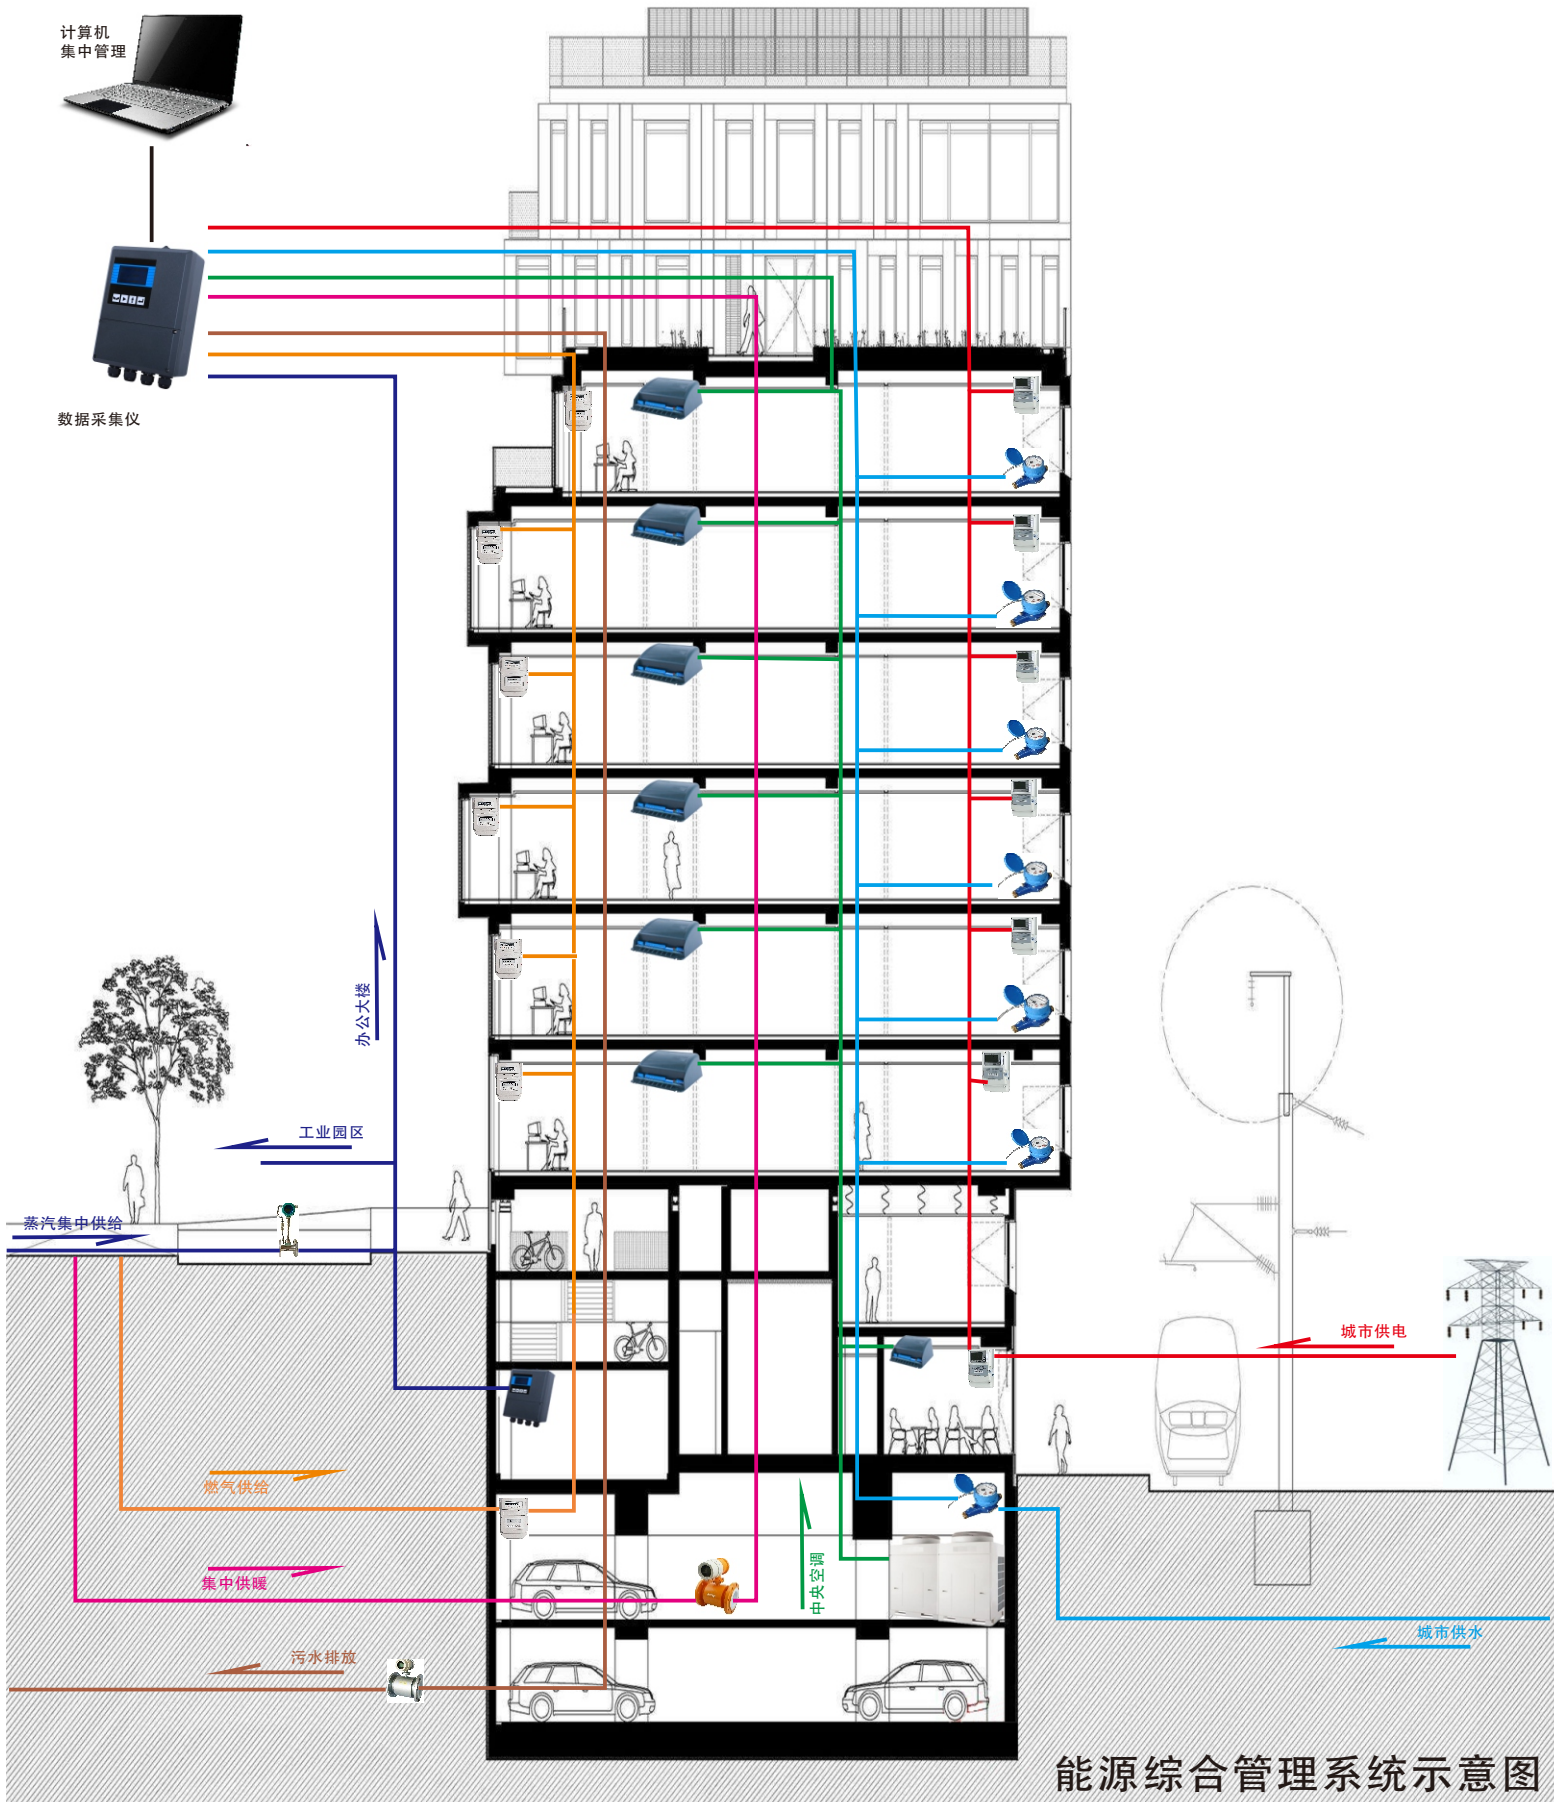 计算机
集中管理
数据采集仪
办公大楼
工业园区
蒸汽集中供给
城市供电
燃气供给
集中供暖
中央空调
城市供水
污水排放
能源综合管理系统示意图